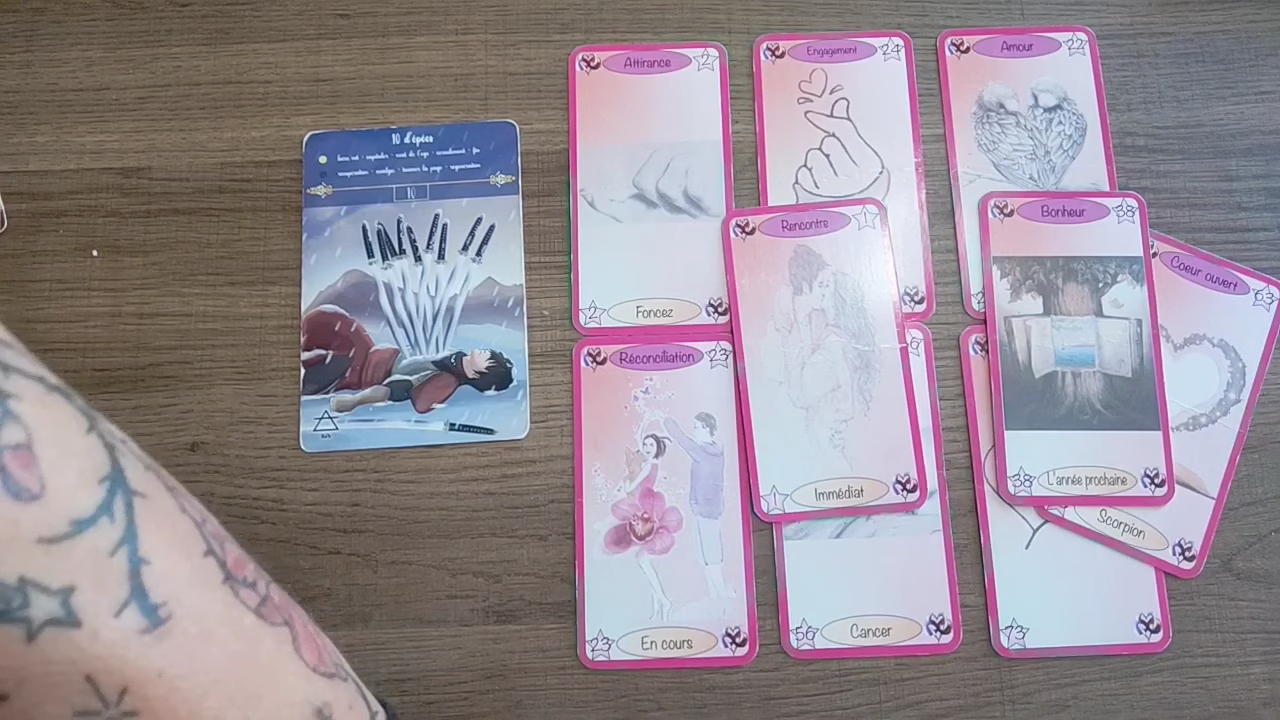 10 d'épées
10
Attirance
2
2
Foncez
Engagement
24
Amour
22
Rencontre
1
1
Immédiat
Bonheur
38
38
L'année prochaine
Coeur ouvert
63
Scorpion
Réconciliation
23
23
En cours
56
Cancer
73